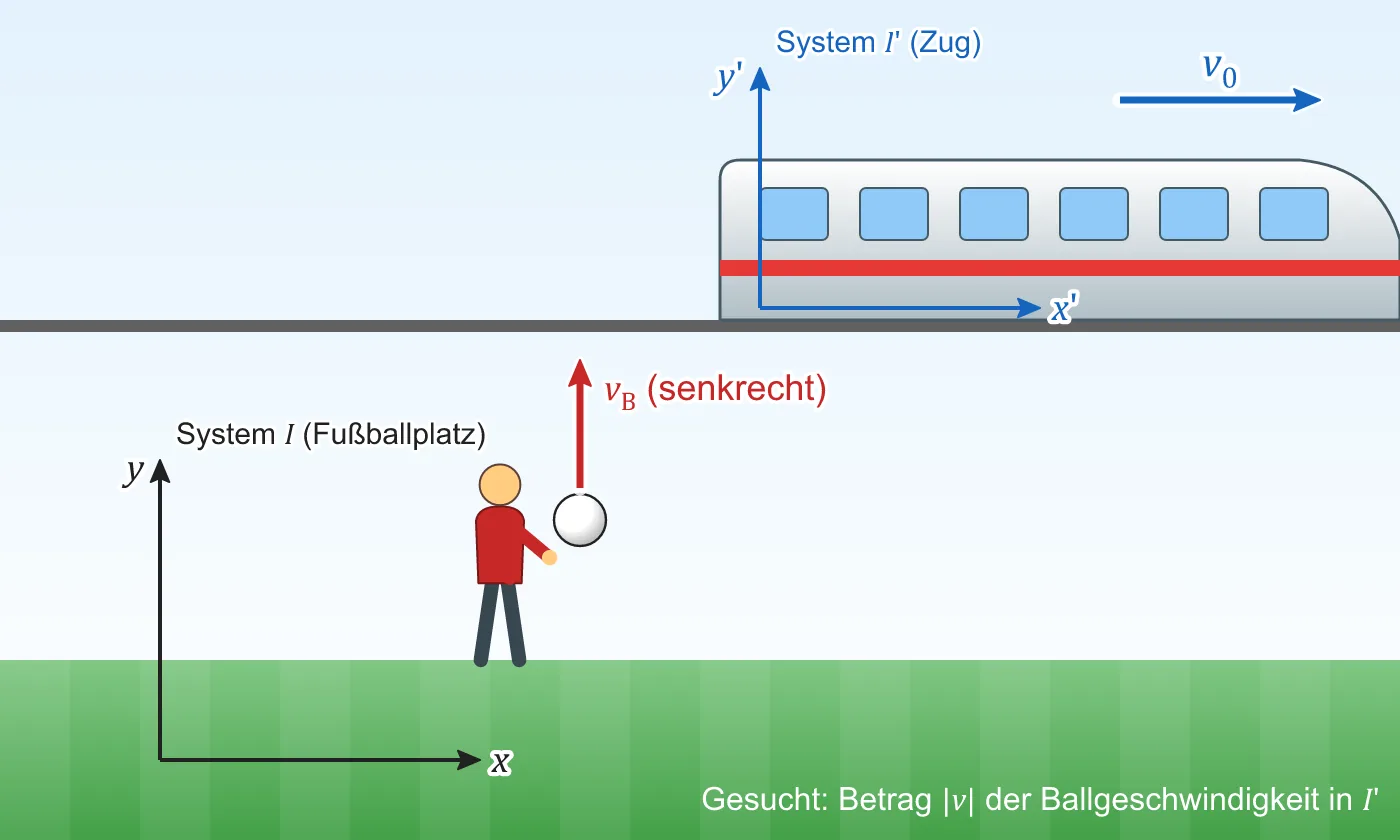 System I' (Zug)
y'
v0
x'
vB (senkrecht)
System I (Fußballplatz)
y
x
Gesucht: Betrag |v| der Ballgeschwindigkeit in I'